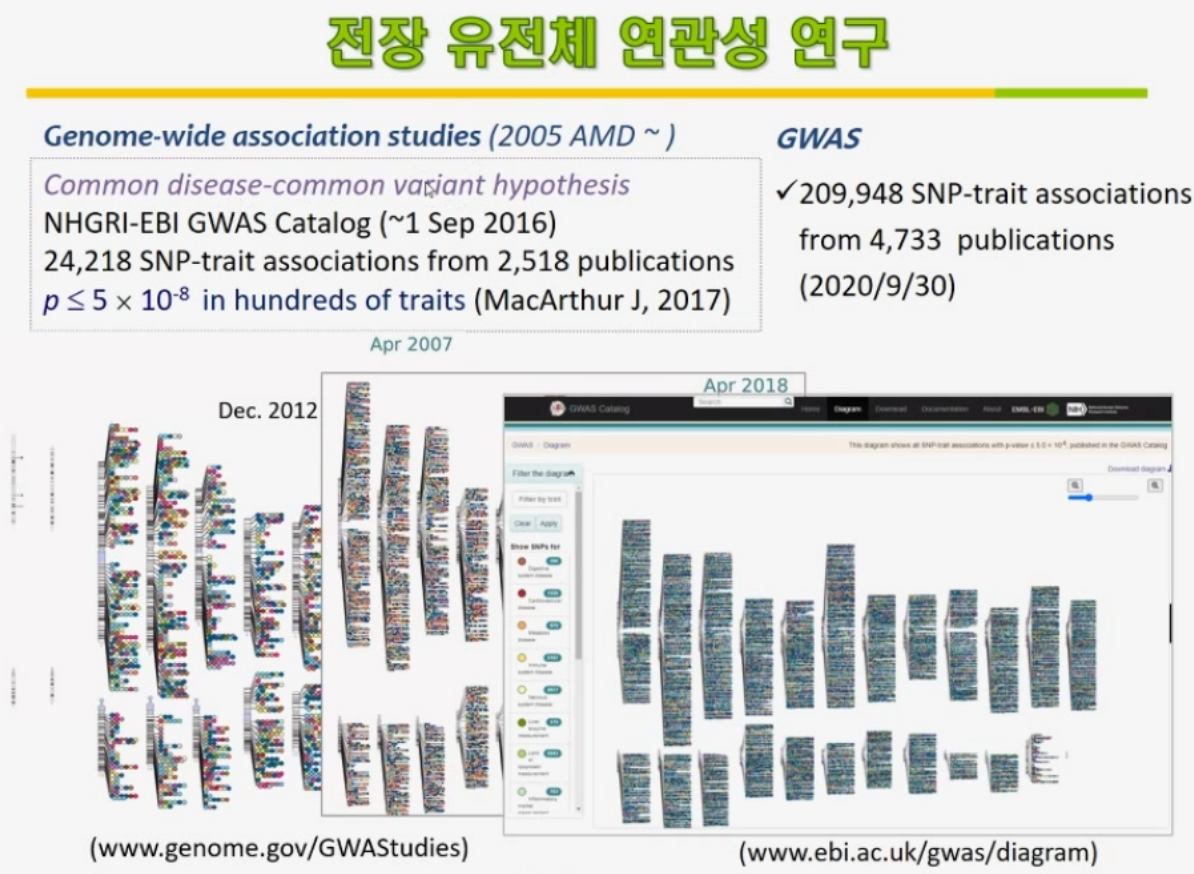 전장 유전체 연관성 연구
Genome-wide association studies (2005 AMD ~ )
Common disease-common variant hypothesis
NHGRI-EBI GWAS Catalog (~1 Sep 2016)
24,218 SNP-trait associations from 2,518 publications
p ≤ 5 × 10-8 in hundreds of traits (MacArthur J, 2017)
GWAS
✓209,948 SNP-trait associations
from 4,733 publications
(2020/9/30)
Apr 2007
Dec. 2012
Apr 2018
GWAS Catalog
Search
Home Diagram Download Documentation About EMBL-EBI NIH
GWAS Diagram
This diagram shows all SNP-trait associations with p-value ≤ 5.0 × 10-8, published in the GWAS Catalog
Download diagram
Filter the diagram
Filter by trait
Clear Apply
Show SNPs for
Digestive
system disease
Cardiovascular
disease
Metabolic
disease
Immune
system disease
Nervous
system disease
Liver
enzyme
measurement
Lipid
or
lipoprotein
measurement
Inflammatory
marker
(www.genome.gov/GWAStudies)
(www.ebi.ac.uk/gwas/diagram)